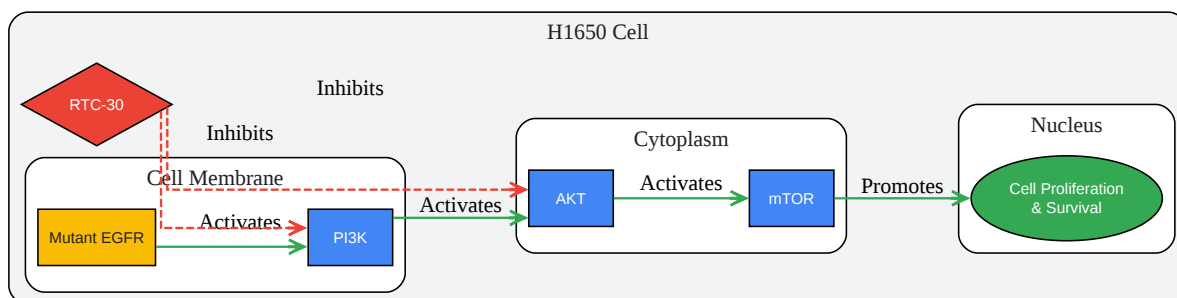 H1650 Cell
RTC-30
Inhibits
Inhibits
Cell Membrane
Mutant EGFR
Activates
PI3K
Activates
Cytoplasm
AKT
Activates
mTOR
Promotes
Nucleus
Cell Proliferation
& Survival